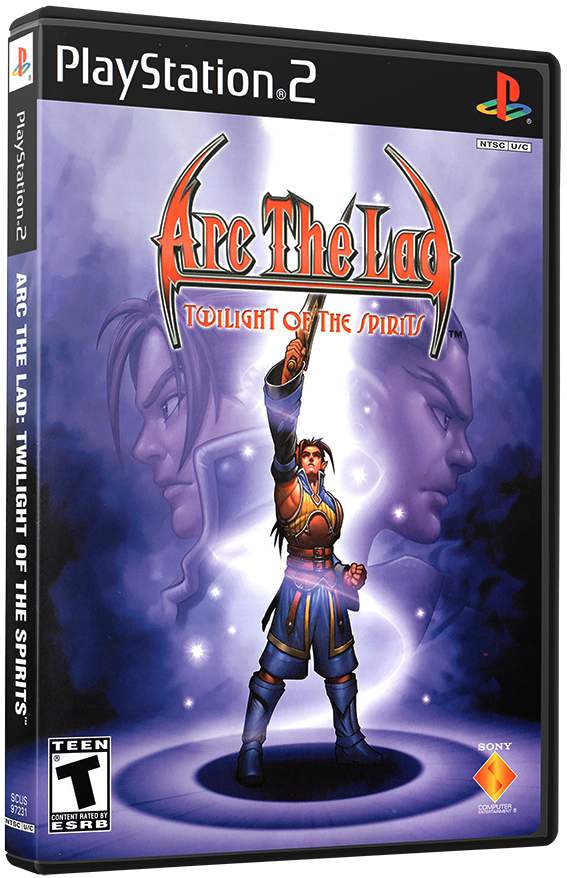 PlayStation®2
NTSC U/C
Arc The Lad
TWILIGHT OF THE SPIRITS
TM
TEEN
T
CONTENT RATED BY
ESRB
SONY
COMPUTER
ENTERTAINMENT®
PlayStation®2
ARC THE LAD: TWILIGHT OF THE SPIRITS™
SCUS
97231
NTSC U/C